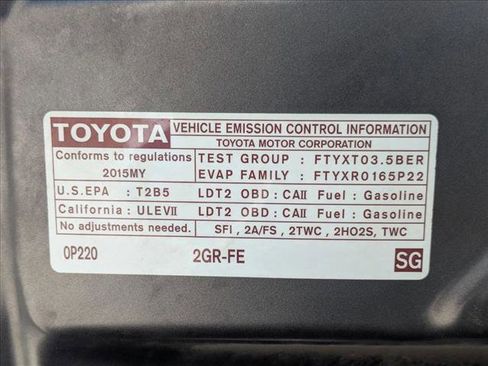 TOYOTA VEHICLE EMISSION CONTROL INFORMATION
TOYOTA MOTOR CORPORATION
Conforms to regulations TEST GROUP : FTYXT03.5BER
2015MY EVAP FAMILY : FTYXR0165P22
U.S.EPA : T2B5 LDT2 OBD : CAII Fuel : Gasoline
California : ULEVII LDT2 OBD : CAII Fuel : Gasoline
No adjustments needed. SFI , 2A/FS , 2TWC , 2HO2S, TWC
0P220 2GR-FE SG